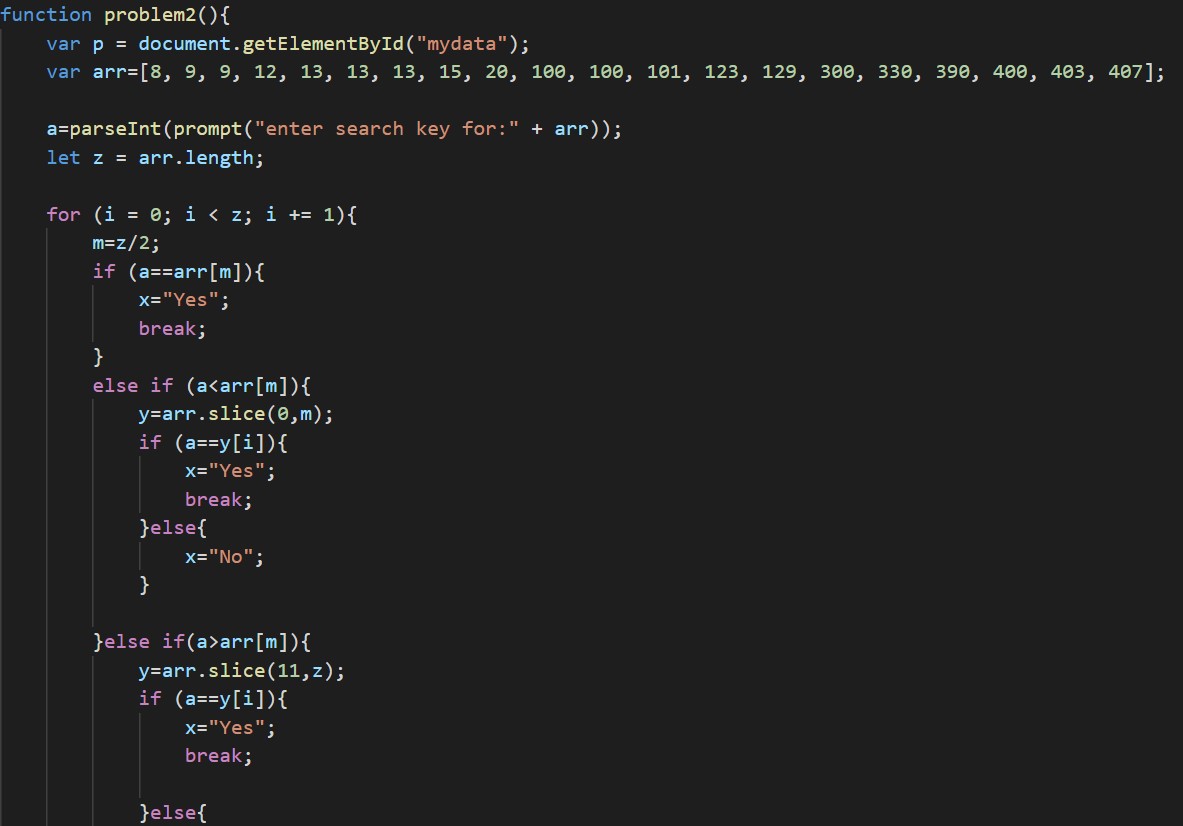 function problem2(){
    var p = document.getElementById("mydata");
    var arr=[8, 9, 9, 12, 13, 13, 13, 15, 20, 100, 100, 101, 123, 129, 300, 330, 390, 400, 403, 407];
    a=parseInt(prompt("enter search key for:" + arr));
    let z = arr.length;
    for (i = 0; i < z; i += 1){
        m=z/2;
        if (a==arr[m]){
            x="Yes";
            break;
        }
        else if (a<arr[m]){
            y=arr.slice(0,m);
            if (a==y[i]){
                x="Yes";
                break;
            }else{
                x="No";
            }
        }else if(a>arr[m]){
            y=arr.slice(11,z);
            if (a==y[i]){
                x="Yes";
                break;
            }else{